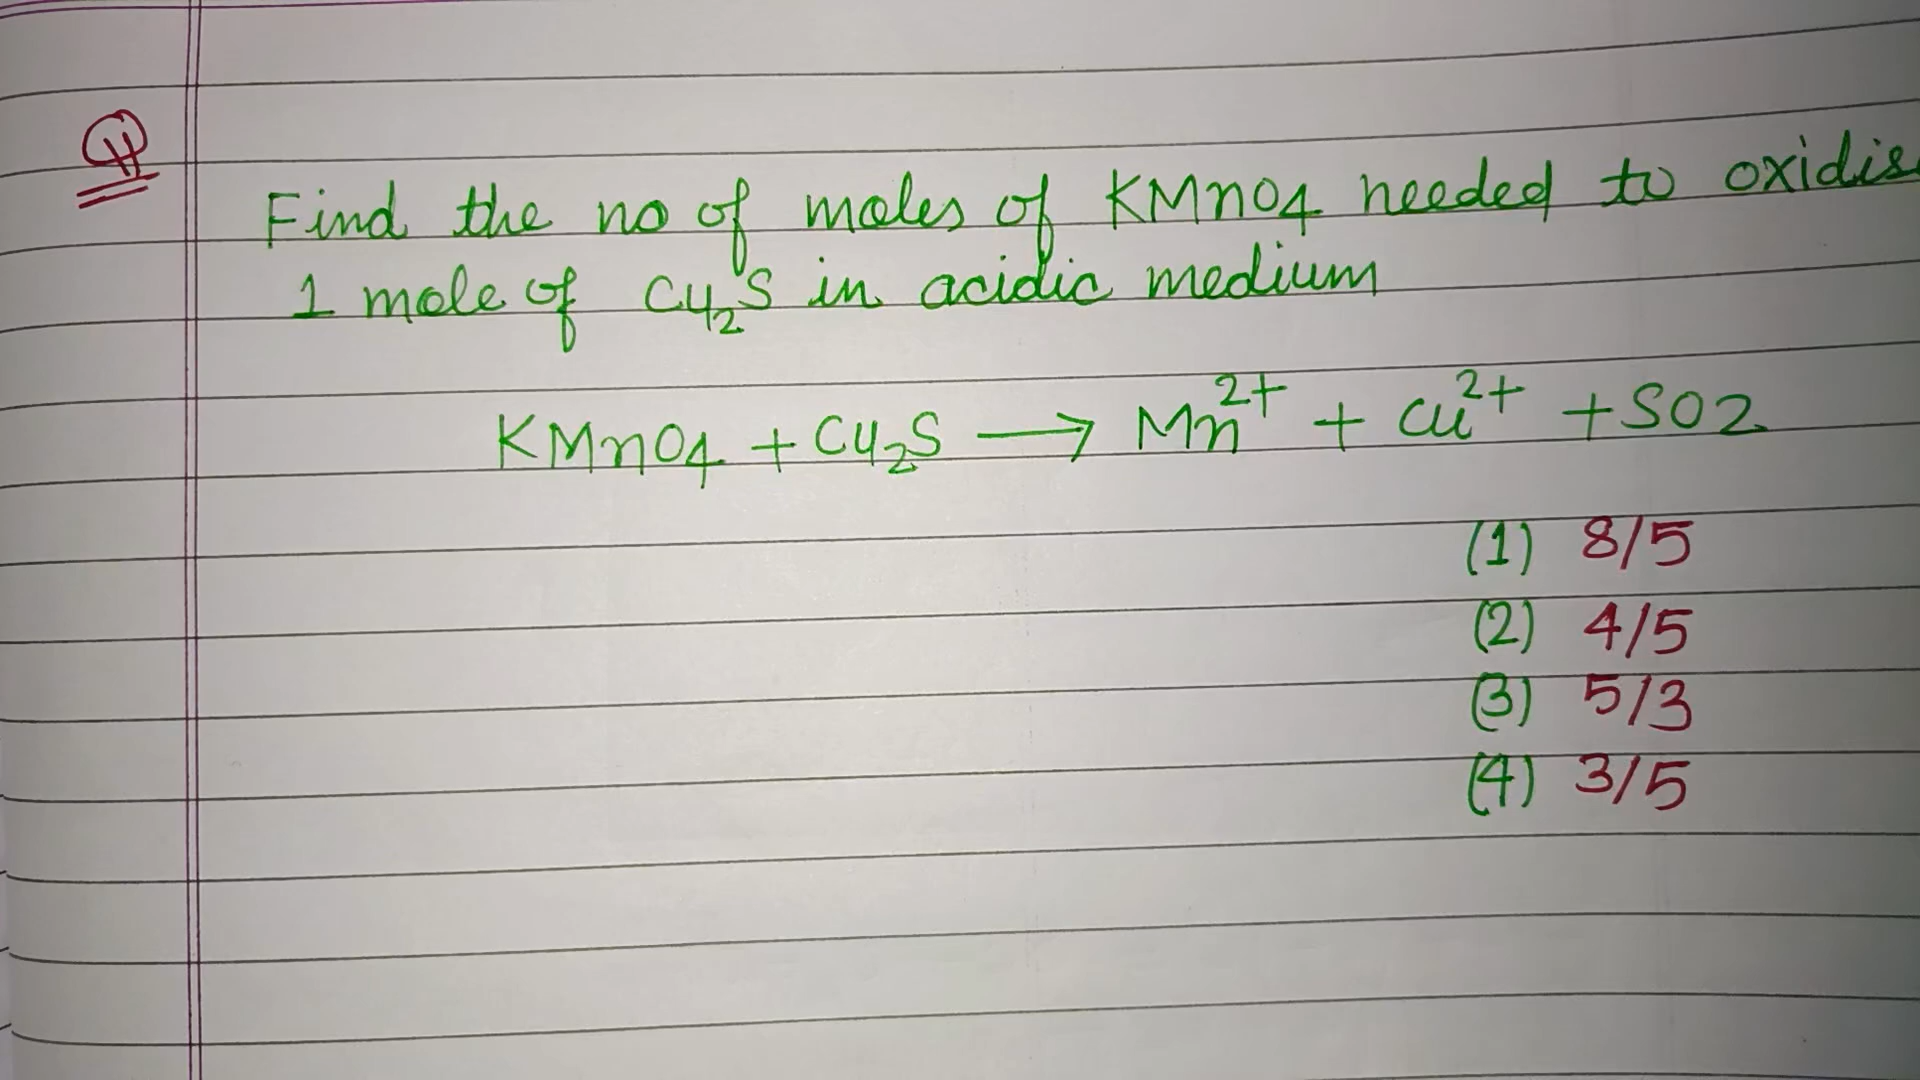 Q
Find the no of moles of KMnO4 needed to oxidis
1 mole of Cu₂S in acidic medium
KMnO4 + Cu₂S ⟶ Mn²⁺ + Cu²⁺ + SO2
(1) 8/5
(2) 4/5
(3) 5/3
(4) 3/5